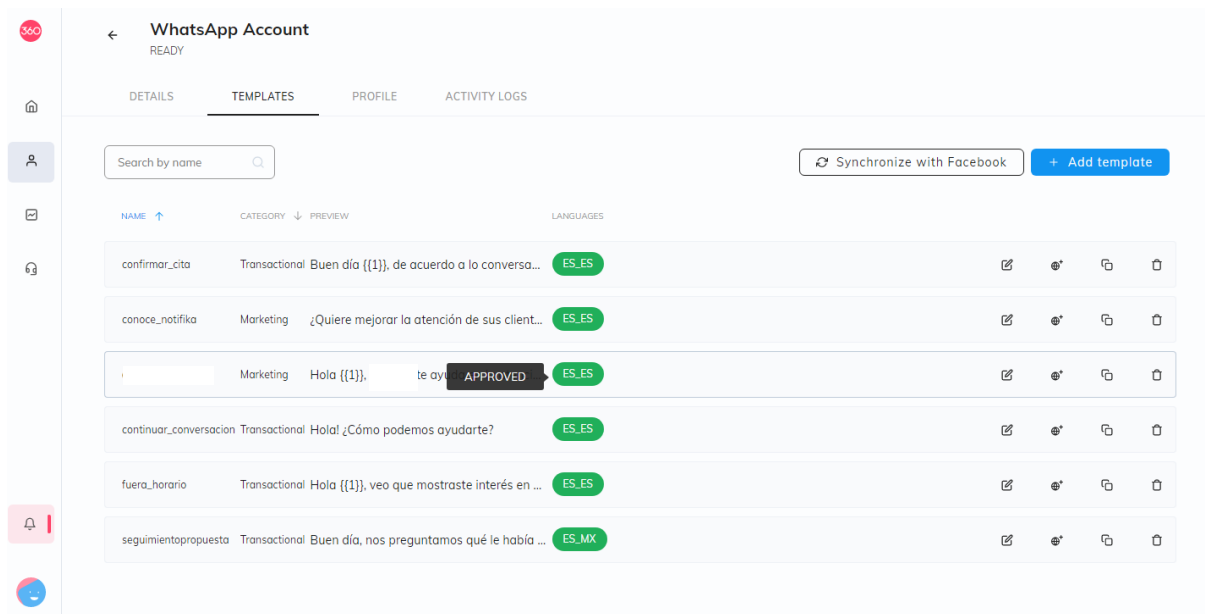 360
WhatsApp Account
READY
DETAILS TEMPLATES PROFILE ACTIVITY LOGS
Search by name
Synchronize with Facebook
+ Add template
NAME CATEGORY PREVIEW LANGUAGES
confirmar_cita Transactional Buen día {{1}}, de acuerdo a lo conversa... ES_ES
conoce_notifika Marketing ¿Quiere mejorar la atención de sus client... ES_ES
Marketing Hola {{1}}, te APPROVED ES_ES
continuar_conversacion Transactional Hola! ¿Cómo podemos ayudarte? ES_ES
fuera_horario Transactional Hola {{1}}, veo que mostraste interés en ... ES_ES
seguimientopropuesta Transactional Buen día, nos preguntamos qué le había ... ES_MX